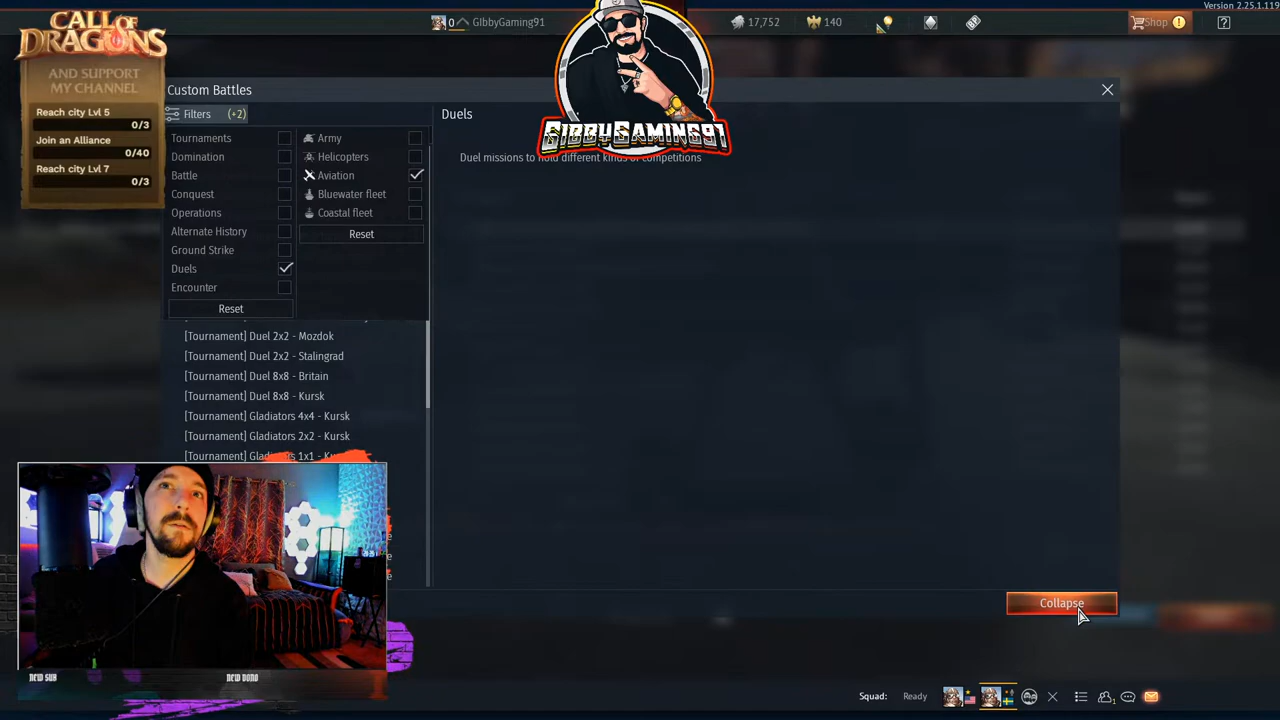 Version 2.25.1.119
CALL OF DRAGONS
AND SUPPORT
MY CHANNEL
Reach city Lvl 5
0/3
Join an Alliance
0/40
Reach city Lvl 7
0/3
0
GIbbyGaming91
17,752
140
Shop
GIBBYGAMING91
Custom Battles
Filters (+2)
Tournaments
Domination
Battle
Conquest
Operations
Alternate History
Ground Strike
Duels
Encounter
Reset
Army
Helicopters
Aviation
Bluewater fleet
Coastal fleet
Reset
[Tournament] Duel 2x2 - Mozdok
[Tournament] Duel 2x2 - Stalingrad
[Tournament] Duel 8x8 - Britain
[Tournament] Duel 8x8 - Kursk
[Tournament] Gladiators 4x4 - Kursk
[Tournament] Gladiators 2x2 - Kursk
[Tournament] Gladiators 1x1 -
Duels
Duel missions to hold different kinds of competitions
Collapse
NEW SUB
NEW DONO
Squad: Ready
1